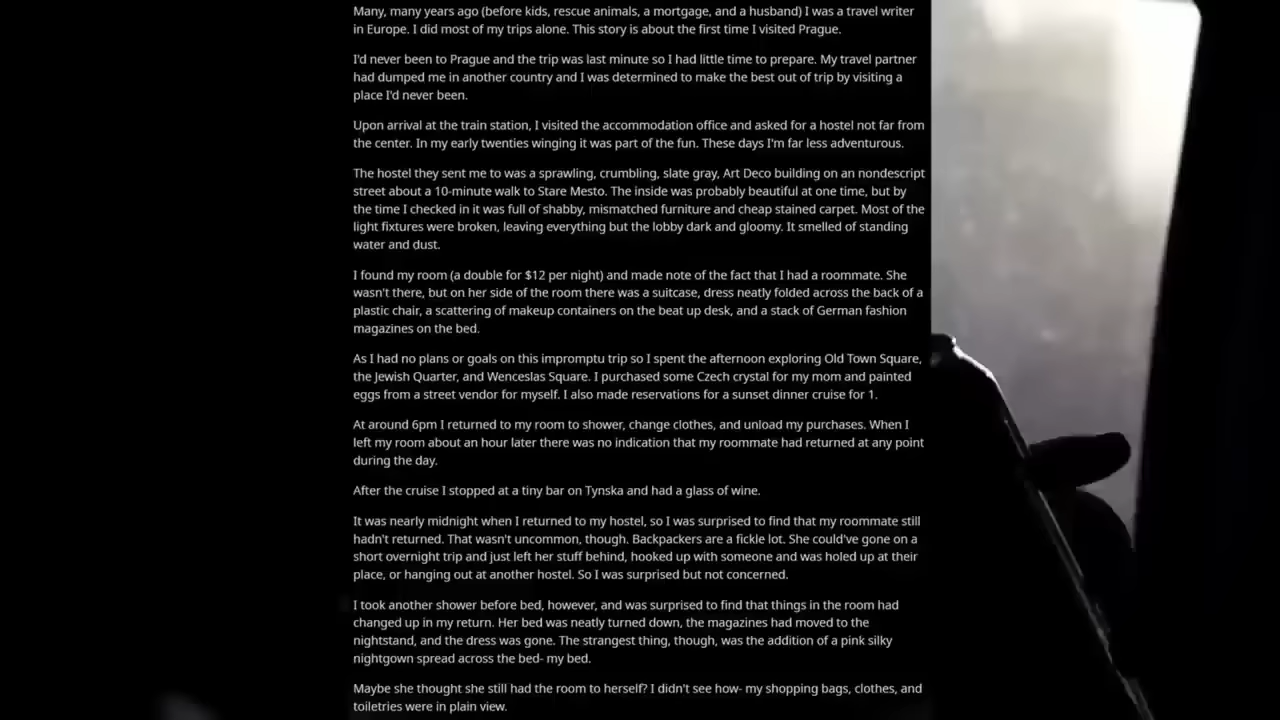 Many, many years ago (before kids, rescue animals, a mortgage, and a husband) I was a travel writer
in Europe. I did most of my trips alone. This story is about the first time I visited Prague.
I'd never been to Prague and the trip was last minute so I had little time to prepare. My travel partner
had dumped me in another country and I was determined to make the best out of trip by visiting a
place I'd never been.
Upon arrival at the train station, I visited the accommodation office and asked for a hostel not far from
the center. In my early twenties winging it was part of the fun. These days I'm far less adventurous.
The hostel they sent me to was a sprawling, crumbling, slate gray, Art Deco building on an nondescript
street about a 10-minute walk to Stare Mesto. The inside was probably beautiful at one time, but by
the time I checked in it was full of shabby, mismatched furniture and cheap stained carpet. Most of the
light fixtures were broken, leaving everything but the lobby dark and gloomy. It smelled of standing
water and dust.
I found my room (a double for $12 per night) and made note of the fact that I had a roommate. She
wasn't there, but on her side of the room there was a suitcase, dress neatly folded across the back of a
plastic chair, a scattering of makeup containers on the beat up desk, and a stack of German fashion
magazines on the bed.
As I had no plans or goals on this impromptu trip so I spent the afternoon exploring Old Town Square,
the Jewish Quarter, and Wenceslas Square. I purchased some Czech crystal for my mom and painted
eggs from a street vendor for myself. I also made reservations for a sunset dinner cruise for 1.
At around 6pm I returned to my room to shower, change clothes, and unload my purchases. When I
left my room about an hour later there was no indication that my roommate had returned at any point
during the day.
After the cruise I stopped at a tiny bar on Tynska and had a glass of wine.
It was nearly midnight when I returned to my hostel, so I was surprised to find that my roommate still
hadn't returned. That wasn't uncommon, though. Backpackers are a fickle lot. She could've gone on a
short overnight trip and just left her stuff behind, hooked up with someone and was holed up at their
place, or hanging out at another hostel. So I was surprised but not concerned.
I took another shower before bed, however, and was surprised to find that things in the room had
changed up in my return. Her bed was neatly turned down, the magazines had moved to the
nightstand, and the dress was gone. The strangest thing, though, was the addition of a pink silky
nightgown spread across the bed- my bed.
Maybe she thought she still had the room to herself? I didn't see how- my shopping bags, clothes, and
toiletries were in plain view.